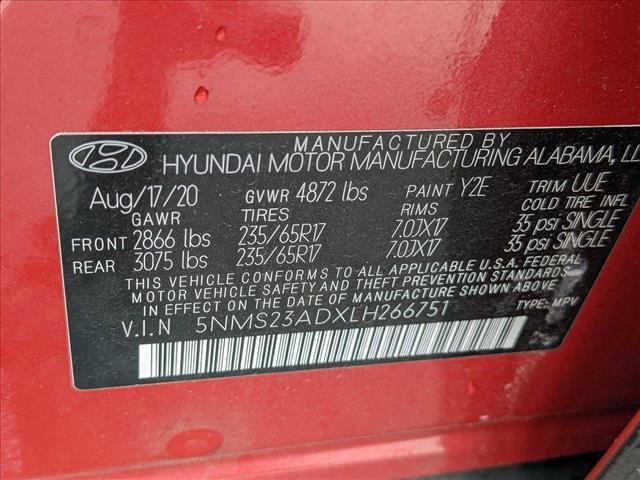 MANUFACTURED BY
HYUNDAI MOTOR MANUFACTURING ALABAMA, LL
Aug/17/20 GVWR 4872 lbs PAINT Y2E TRIM UUE
GAWR TIRES RIMS COLD TIRE INFL
FRONT 2866 lbs 235/65R17 7.0JX17 35 psi SINGLE
REAR 3075 lbs 235/65R17 7.0JX17 35 psi SINGLE
THIS VEHICLE CONFORMS TO ALL APPLICABLE U.S.A. FEDERAL
MOTOR VEHICLE SAFETY AND THEFT PREVENTION STANDARDS
IN EFFECT ON THE DATE OF MANUFACTURE SHOWN ABOVE.
V.I.N 5NMS23ADXLH266751 TYPE: MPV